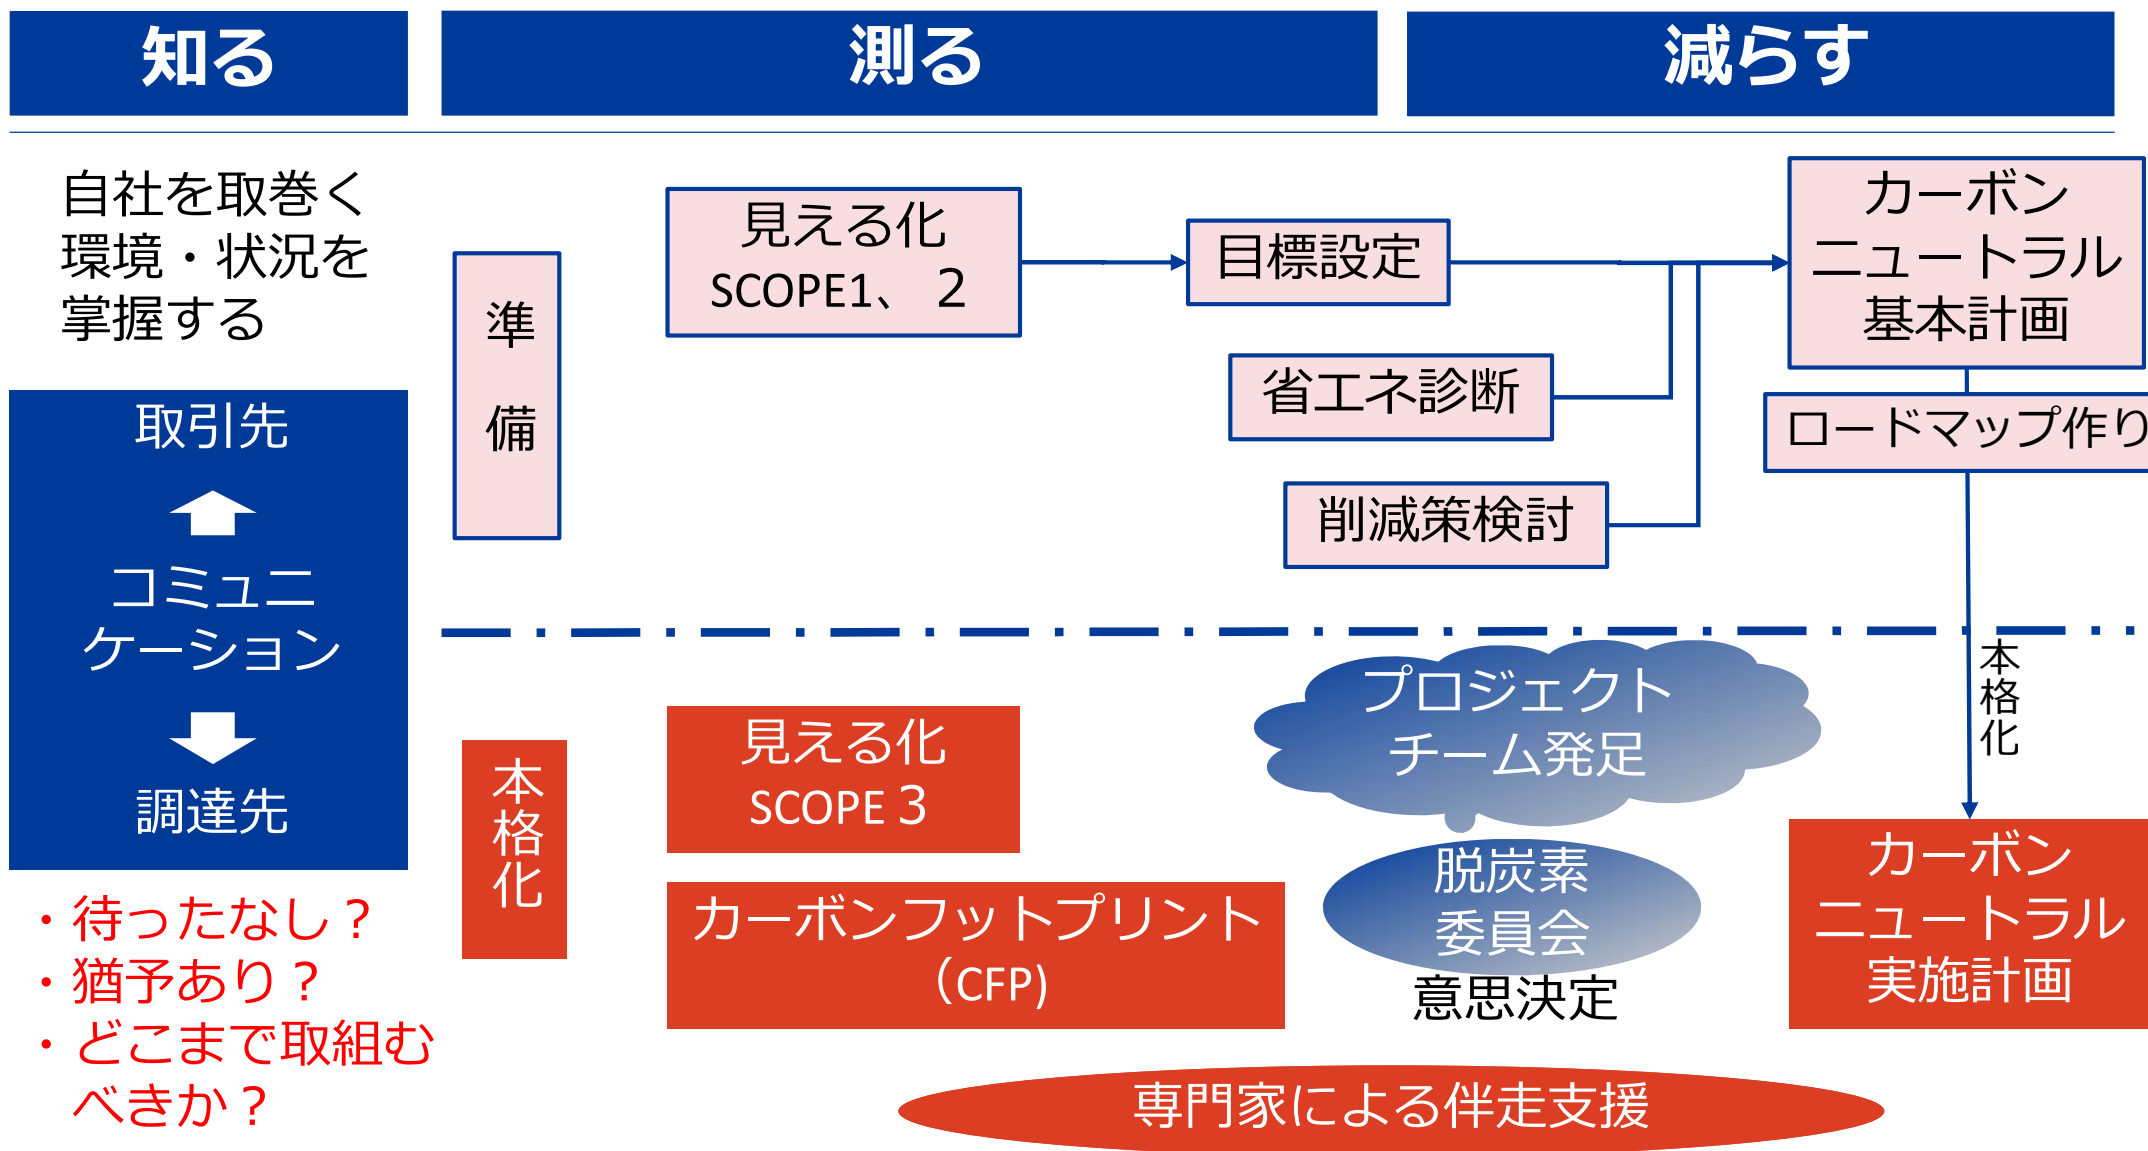 知る
測る
減らす
自社を取巻く
環境・状況を
掌握する
取引先
コミュニ
ケーション
調達先
・待ったなし？
・猶予あり？
・どこまで取組む
べきか？
準
備
見える化
SCOPE1、２
目標設定
省エネ診断
削減策検討
カーボン
ニュートラル
基本計画
ロードマップ作り
本格化
本格化
見える化
SCOPE３
カーボンフットプリント
（CFP)
プロジェクト
チーム発足
脱炭素
委員会
意思決定
カーボン
ニュートラル
実施計画
専門家による伴走支援